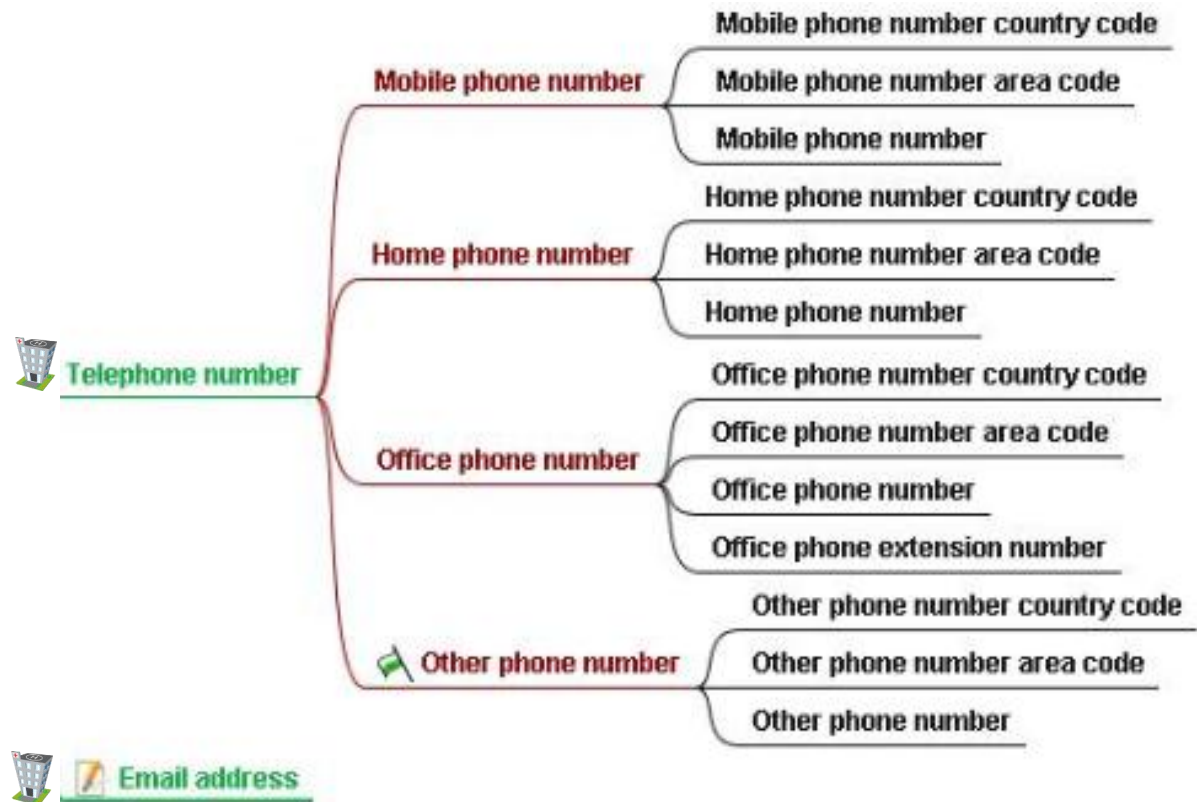 Mobile phone number country code
Mobile phone number
Mobile phone number area code
Mobile phone number
Home phone number country code
Home phone number
Home phone number area code
Home phone number
Telephone number
Office phone number country code
Office phone number area code
Office phone number
Office phone number
Office phone extension number
Other phone number country code
Other phone number
Other phone number area code
Other phone number
Email address